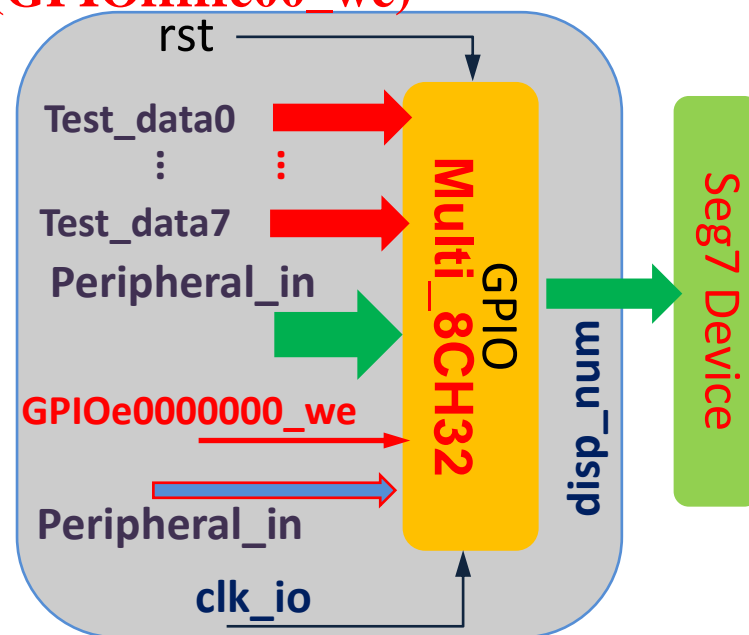 rst
Test_data0
⋮ ⋮
Test_data7
Peripheral_in
GPIOe0000000_we
Peripheral_in
clk_io
Multi_8CH32
GPIO
disp_num
Seg7 Device